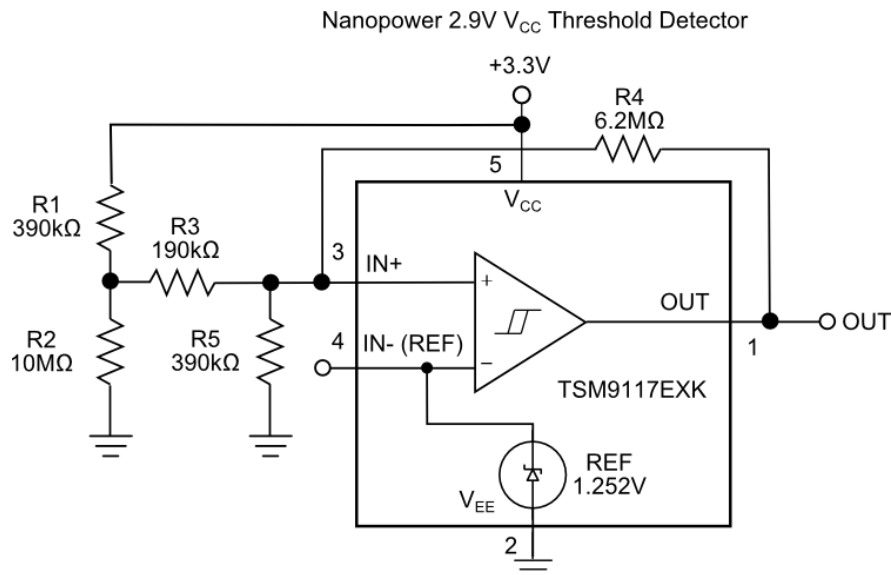 Nanopower 2.9V VCC Threshold Detector
+3.3V
R4
6.2MΩ
5
VCC
R1
390kΩ
R3
190kΩ
3
IN+
+
OUT
OUT
1
R2
10MΩ
R5
390kΩ
4
IN- (REF)
−
TSM9117EXK
REF
1.252V
VEE
2